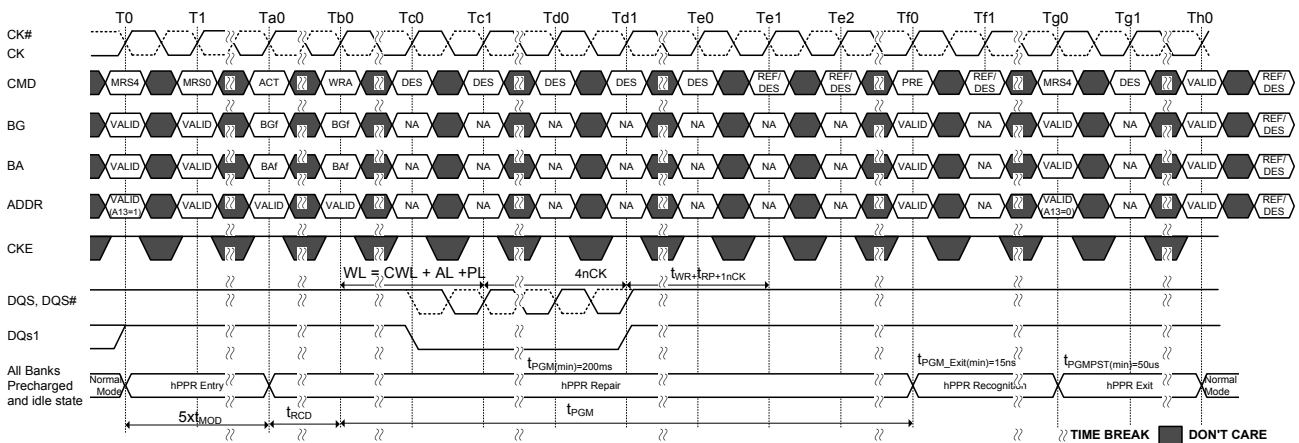 T0 T1 Ta0 Tb0 Tc0 Tc1 Td0 Td1 Te0 Te1 Te2 Tf0 Tf1 Tg0 Tg1 Th0
CK#
CK
CMD MRS4 MRS0 ACT WRA DES DES DES DES DES REF/DES REF/DES PRE REF/DES MRS4 DES VALID REF/DES
BG VALID VALID BGf BGf NA NA NA NA NA NA NA VALID NA VALID NA VALID REF/DES
BA VALID VALID BAf BAf NA NA NA NA NA NA NA VALID NA VALID NA VALID REF/DES
ADDR VALID (A13=1) VALID VALID VALID NA NA NA NA NA NA NA VALID NA VALID (A13=0) NA VALID REF/DES
CKE
WL = CWL + AL +PL 4nCK tWR+tRP+1nCK
DQS, DQS#
DQs1
tPGM(min)=200ms tPGM_Exit(min)=15ns tPGMPST(min)=50us
All Banks
Precharged
and idle state
Normal Mode hPPR Entry hPPR Repair hPPR Recognition hPPR Exit Normal Mode
5xtMOD tRCD tPGM
TIME BREAK DON'T CARE